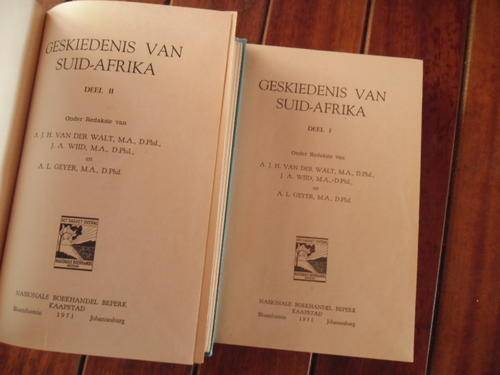 GESKIEDENIS VAN
SUID-AFRIKA
DEEL II
Onder Redaksie van
A. J. H. VAN DER WALT, M.A., D.Phil.,
J. A. WIID, M.A., D.Phil.,
en
A. L. GEYER, M.A., D.Phil.
NASIONALE BOEKHANDEL BEPERK
KAAPSTAD
Bloemfontein 1951 Johannesburg
GESKIEDENIS VAN
SUID-AFRIKA
DEEL I
Onder Redaksie van
A. J. H. VAN DER WALT, M.A., D.Phil.,
J. A. WIID, M.A., D.Phil.,
en
A. L. GEYER, M.A., D.Phil.
NASIONALE BOEKHANDEL BEPERK
KAAPSTAD
Bloemfontein 1951 Johannesburg